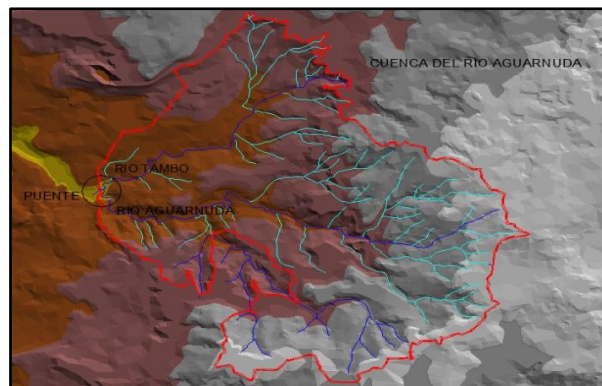 CUENCA DEL RIO AGUARNUDA
RIO TAMBO
PUENTE
RIO AGUARNUDA